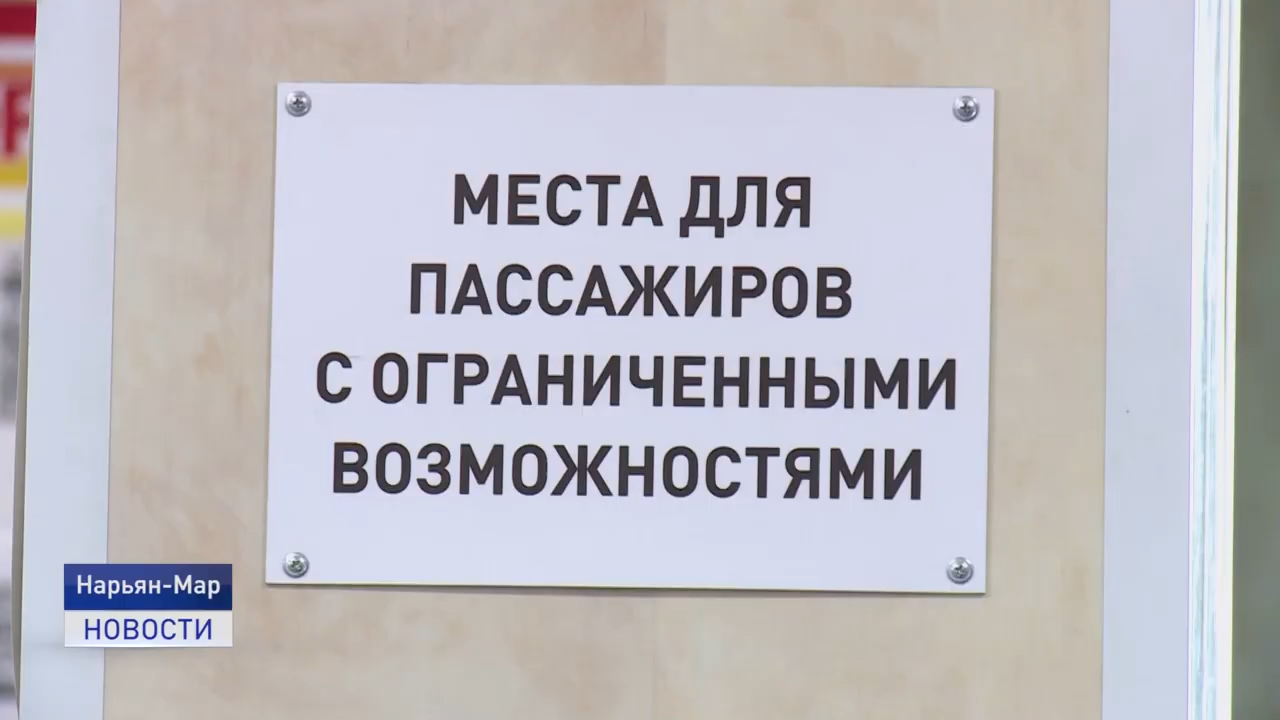 МЕСТА ДЛЯ
ПАССАЖИРОВ
С ОГРАНИЧЕННЫМИ
ВОЗМОЖНОСТЯМИ
Нарьян-Мар
НОВОСТИ